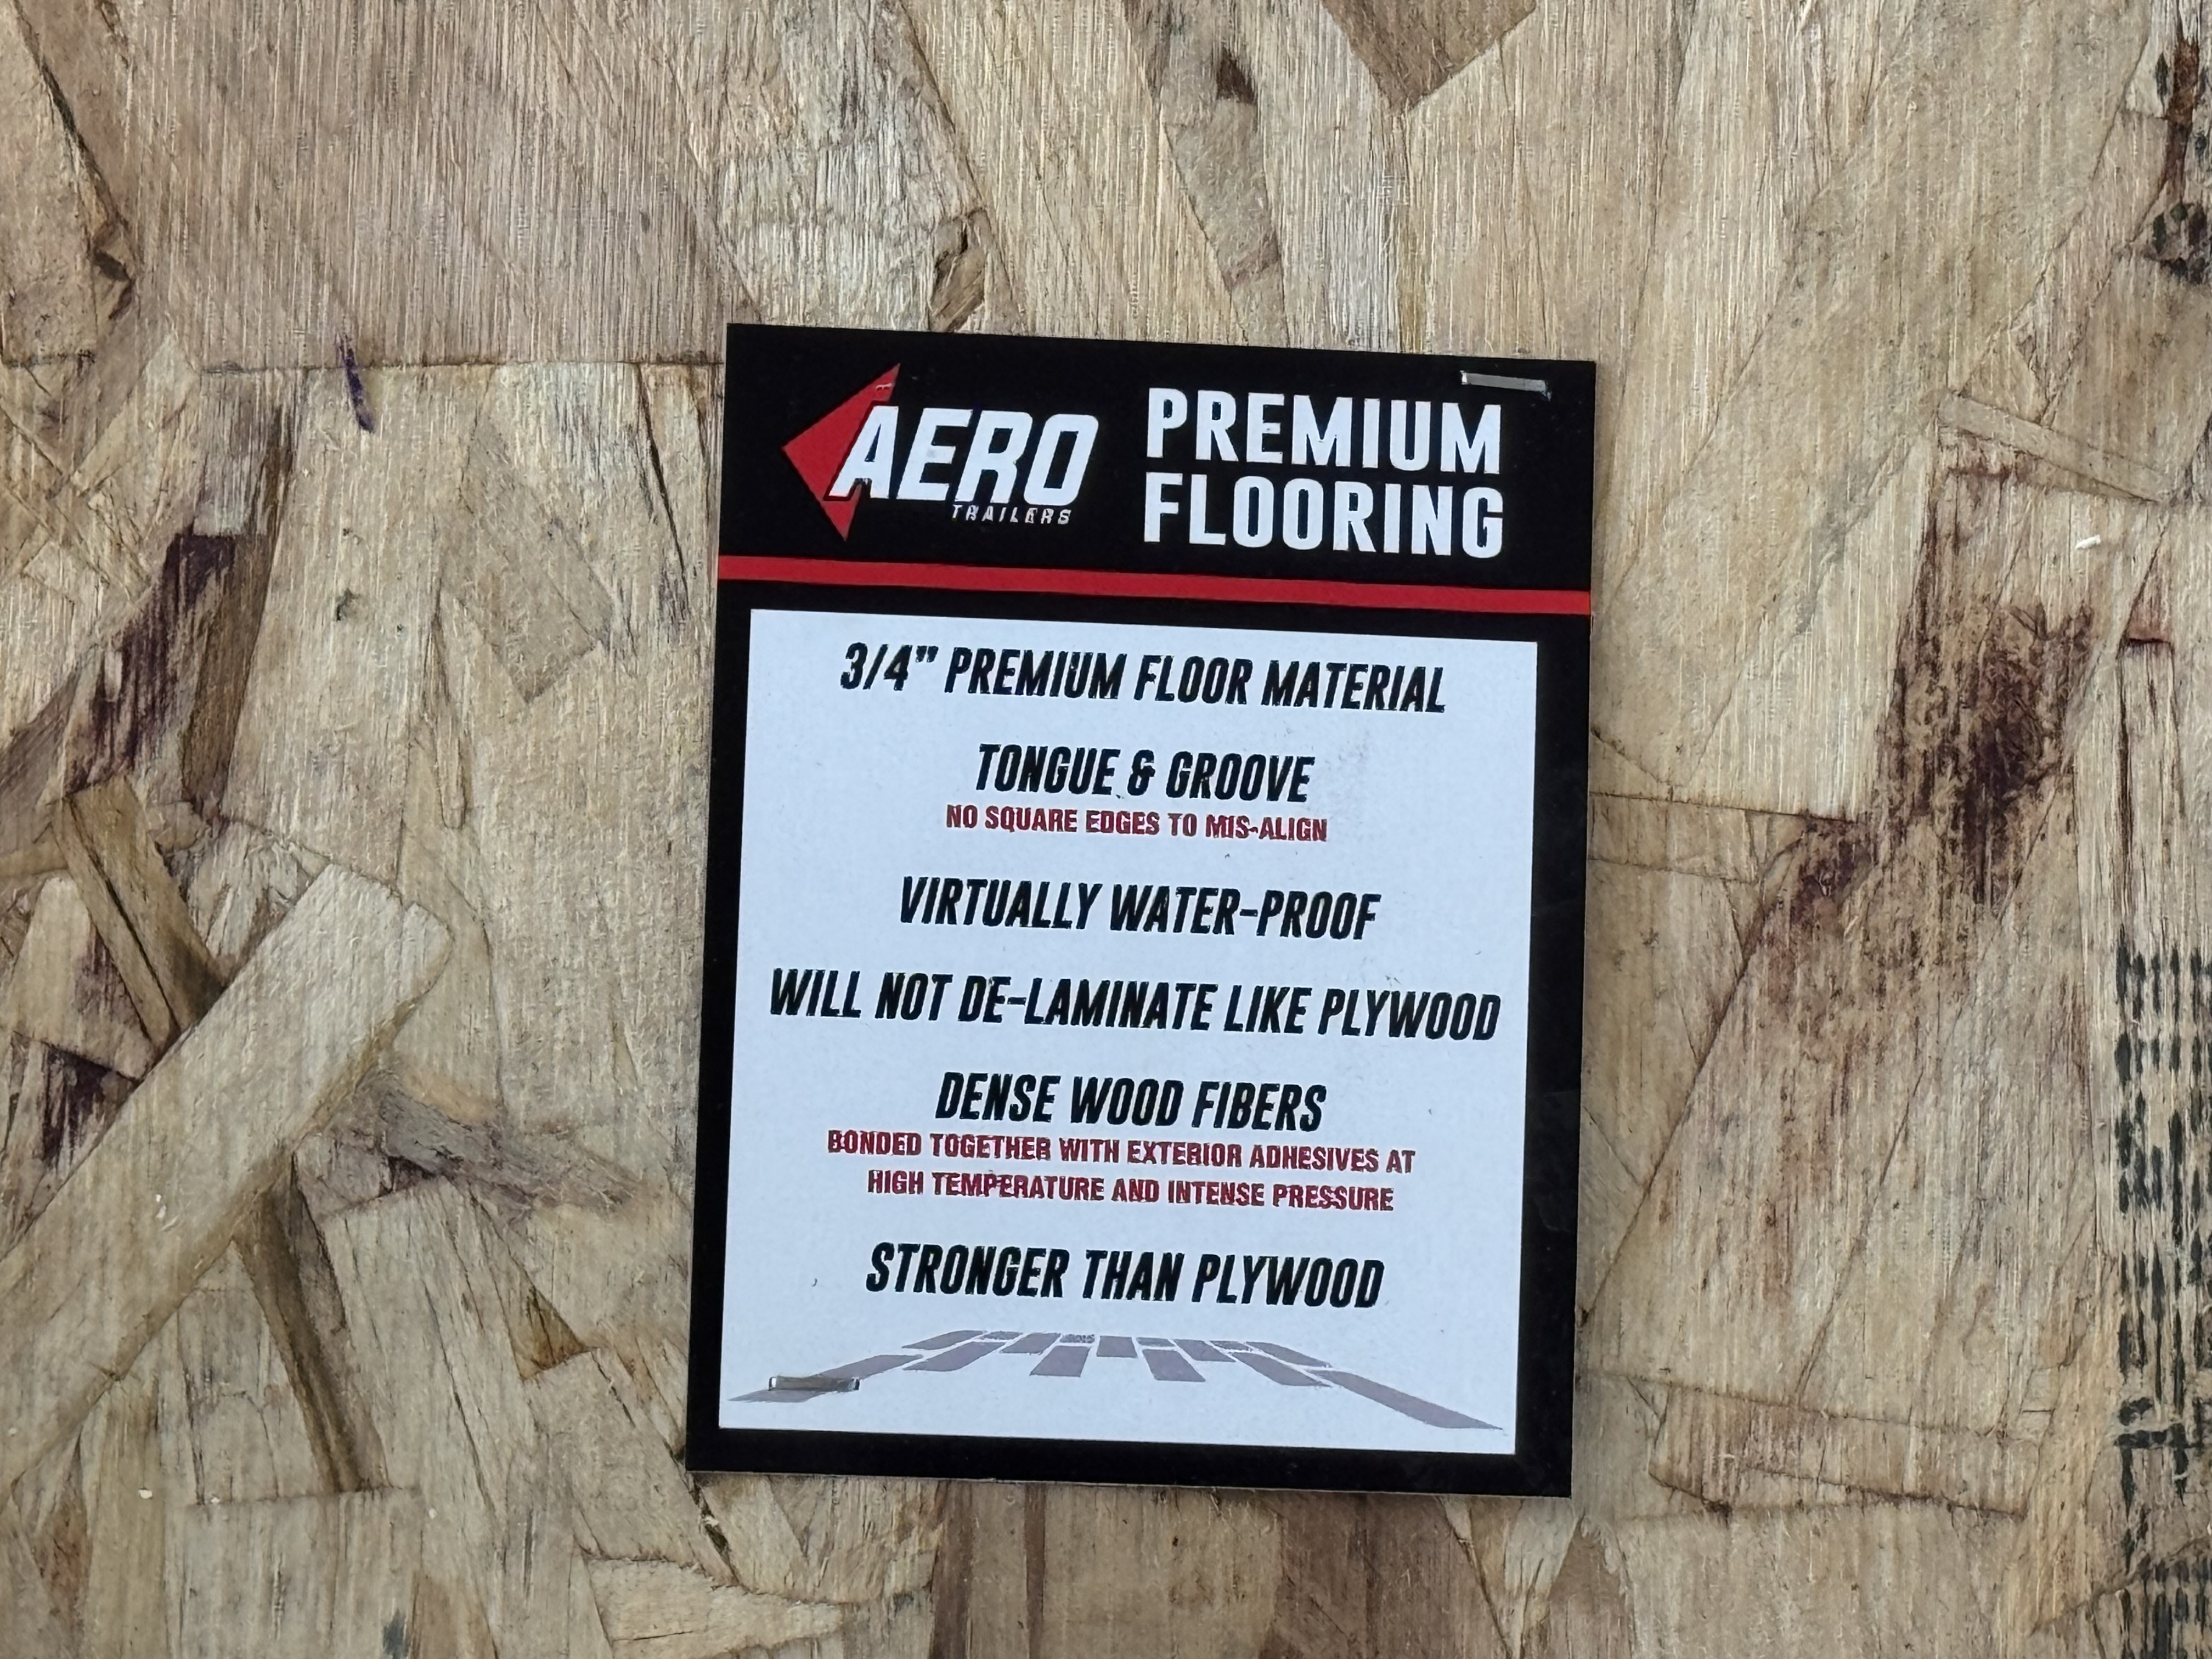 AERO
TRAILERS
PREMIUM
FLOORING
3/4” PREMIUM FLOOR MATERIAL
TONGUE & GROOVE
NO SQUARE EDGES TO MIS-ALIGN
VIRTUALLY WATER-PROOF
WILL NOT DE-LAMINATE LIKE PLYWOOD
DENSE WOOD FIBERS
BONDED TOGETHER WITH EXTERIOR ADHESIVES AT
HIGH TEMPERATURE AND INTENSE PRESSURE
STRONGER THAN PLYWOOD